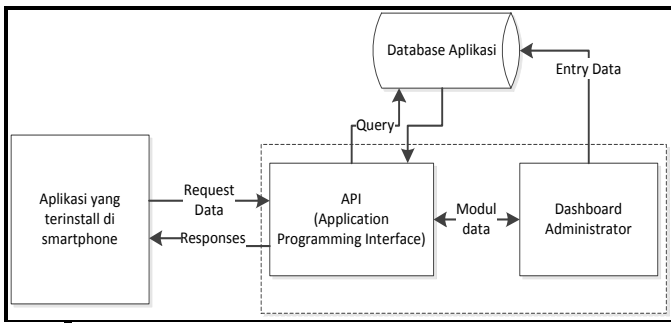 Database Aplikasi
Entry Data
Query
Aplikasi yang
terinstall di
smartphone
Request
Data
Responses
API
(Application
Programming Interface)
Modul
data
Dashboard
Administrator